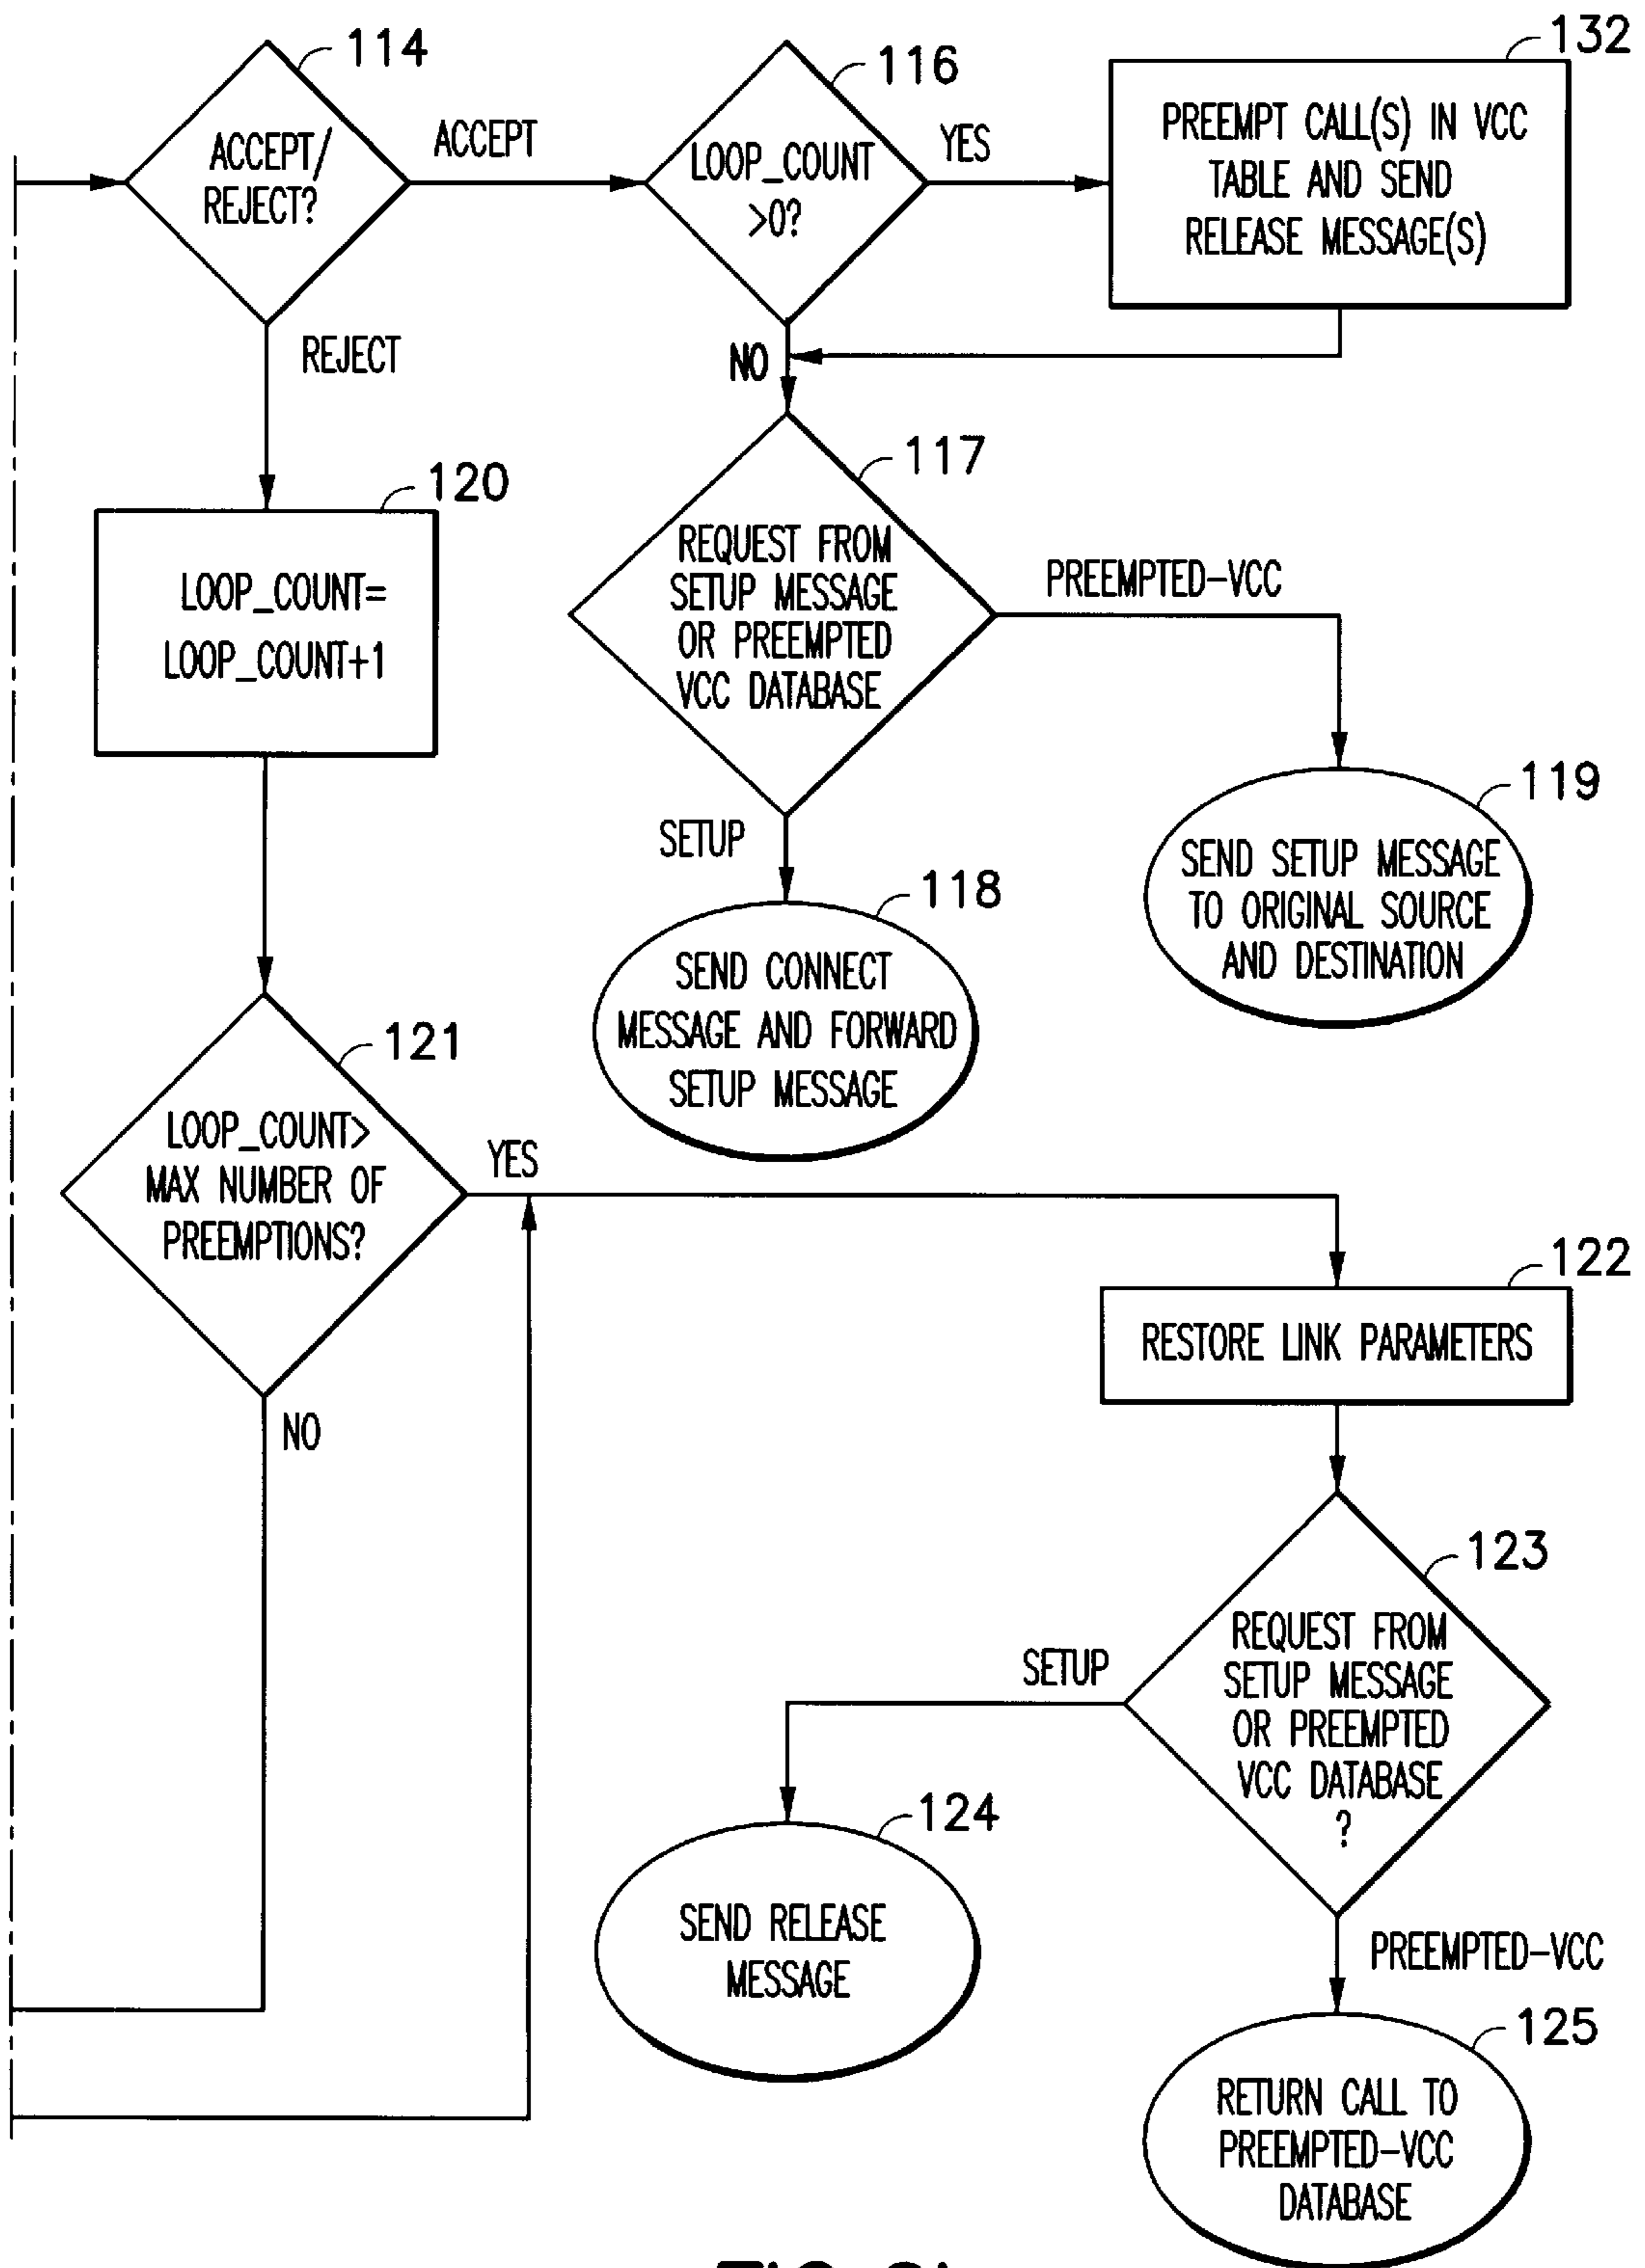 114
ACCEPT/
REJECT?
ACCEPT
REJECT
116
LOOP_COUNT
>0?
YES
NO
132
PREEMPT CALL(S) IN VCC
TABLE AND SEND
RELEASE MESSAGE(S)
117
REQUEST FROM
SETUP MESSAGE
OR PREEMPTED
VCC DATABASE
PREEMPTED-VCC
SETUP
120
LOOP_COUNT=
LOOP_COUNT+1
119
SEND SETUP MESSAGE
TO ORIGINAL SOURCE
AND DESTINATION
118
SEND CONNECT
MESSAGE AND FORWARD
SETUP MESSAGE
121
LOOP_COUNT>
MAX NUMBER OF
PREEMPTIONS?
YES
NO
122
RESTORE LINK PARAMETERS
123
REQUEST FROM
SETUP MESSAGE
OR PREEMPTED
VCC DATABASE
?
SETUP
PREEMPTED-VCC
124
SEND RELEASE
MESSAGE
125
RETURN CALL TO
PREEMPTED-VCC
DATABASE